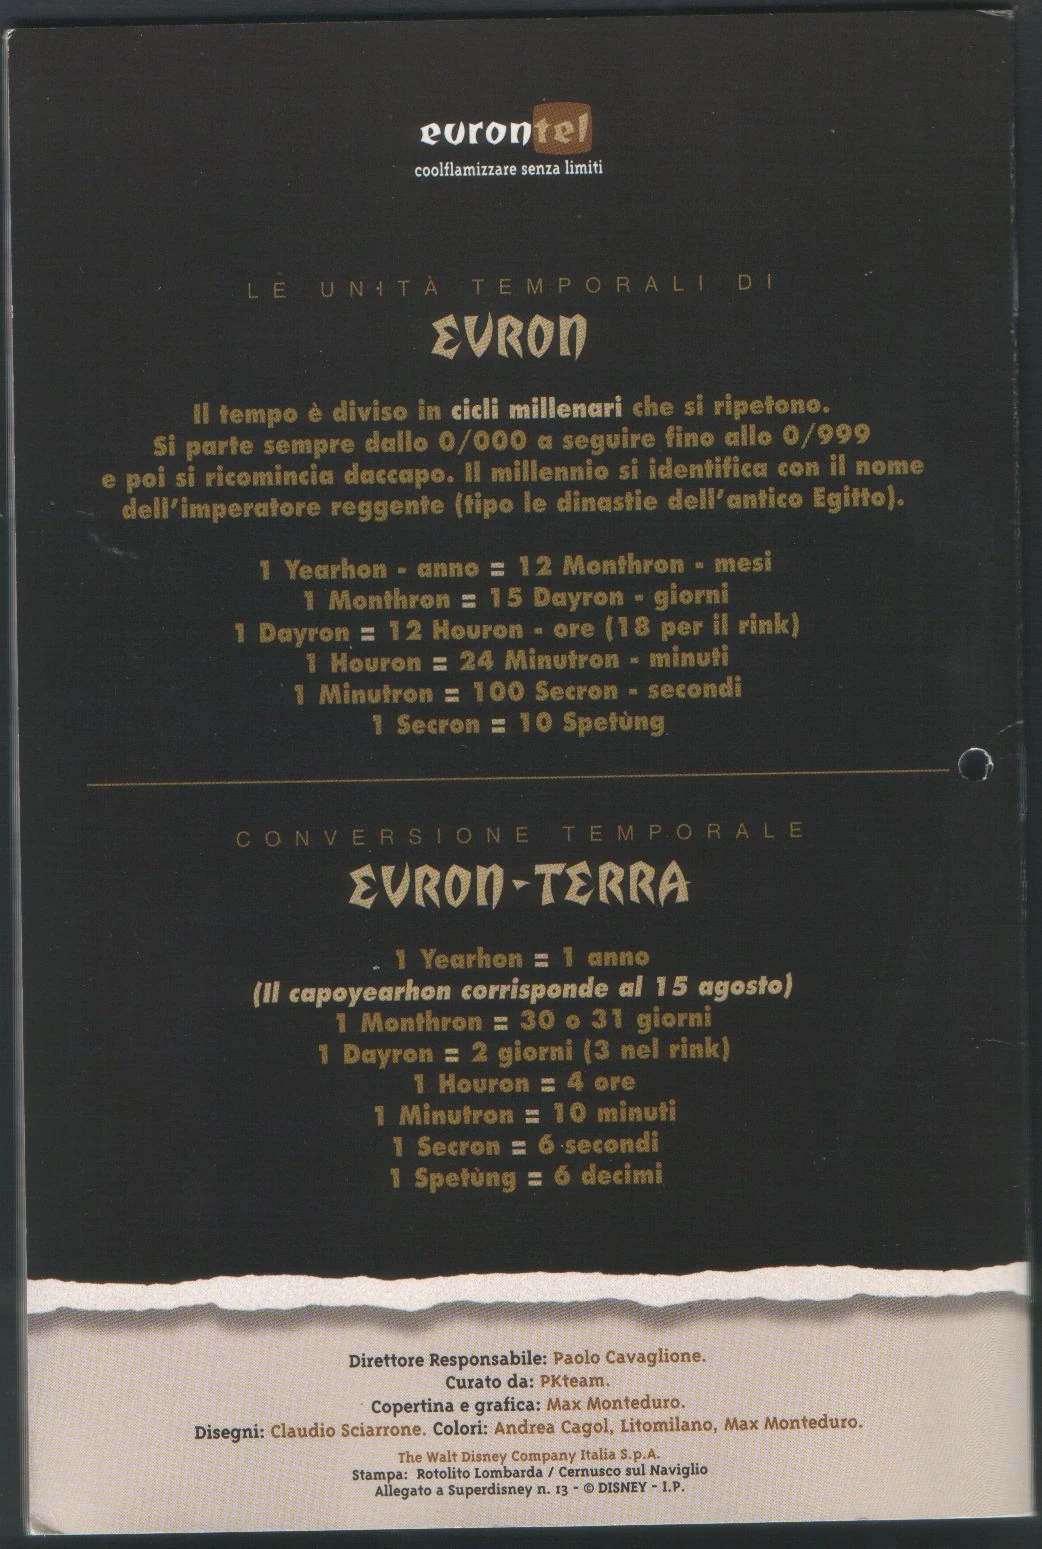 evrontel
coolflamizzare senza limiti
LE UNITÀ TEMPORALI DI
EVRON
Il tempo è diviso in cicli millenari che si ripetono.
Si parte sempre dallo 0/000 a seguire fino allo 0/999
e poi si ricomincia daccapo. Il millennio si identifica con il nome
dell'imperatore reggente (tipo le dinastie dell'antico Egitto).
1 Yearhon - anno = 12 Monthron - mesi
1 Monthron = 15 Dayron - giorni
1 Dayron = 12 Houron - ore (18 per il rink)
1 Houron = 24 Minutron - minuti
1 Minutron = 100 Secron - secondi
1 Secron = 10 Spetùng
CONVERSIONE TEMPORALE
EVRON-TERRA
1 Yearhon = 1 anno
(Il capoyearhon corrisponde al 15 agosto)
1 Monthron = 30 o 31 giorni
1 Dayron = 2 giorni (3 nel rink)
1 Houron = 4 ore
1 Minutron = 10 minuti
1 Secron = 6 secondi
1 Spetùng = 6 decimi
Direttore Responsabile: Paolo Cavaglione.
Curato da: PKteam.
Copertina e grafica: Max Monteduro.
Disegni: Claudio Sciarrone. Colori: Andrea Cagol, Litomilano, Max Monteduro.
The Walt Disney Company Italia S.p.A.
Stampa: Rotolito Lombarda / Cernusco sul Naviglio
Allegato a Superdisney n. 13 - © DISNEY - I.P.